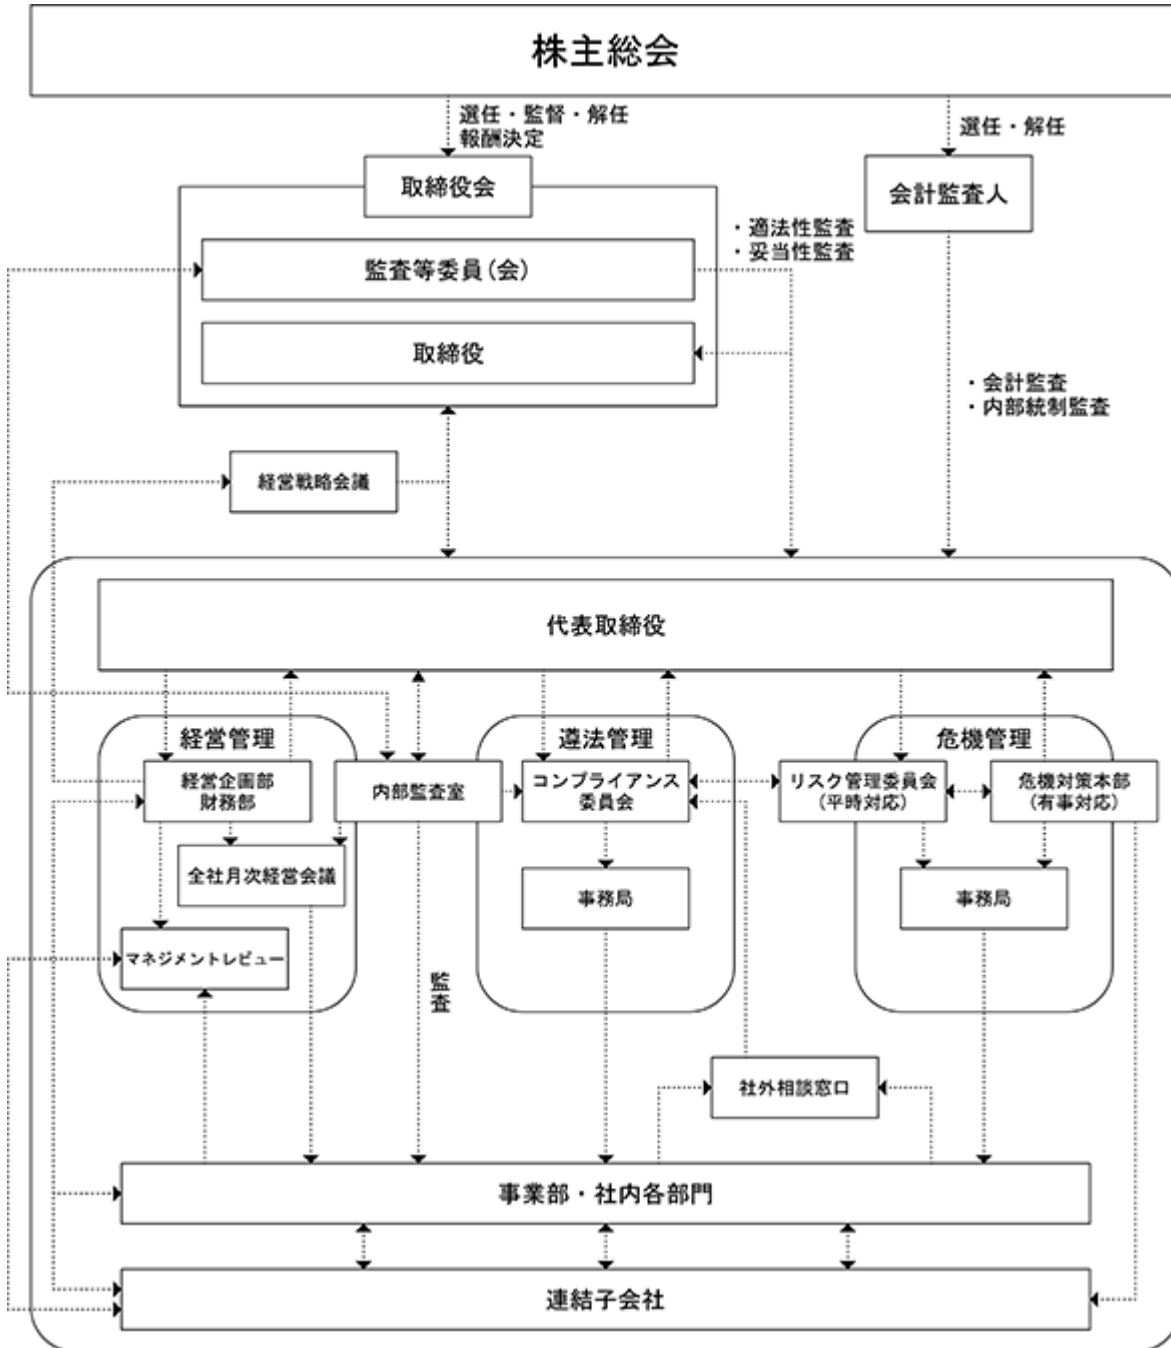 株主総会
選任・監督・解任
報酬決定
選任・解任
取締役会
会計監査人
・適法性監査
・妥当性監査
監査等委員(会)
取締役
・会計監査
・内部統制監査
経営戦略会議
代表取締役
経営管理
遵法管理
危機管理
経営企画部
財務部
内部監査室
コンプライアンス
委員会
リスク管理委員会
(平時対応)
危機対策本部
(有事対応)
全社月次経営会議
事務局
事務局
マネジメントレビュー
監査
社外相談窓口
事業部・社内各部門
連結子会社